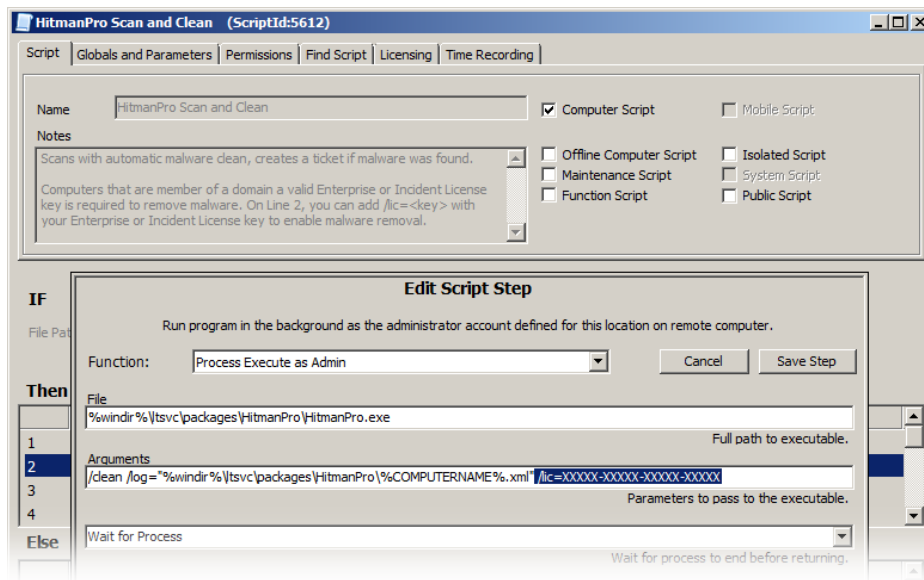 HitmanPro Scan and Clean (ScriptId:5612)
Script Globals and Parameters Permissions Find Script Licensing Time Recording
Name HitmanPro Scan and Clean Computer Script Mobile Script
Notes
Scans with automatic malware clean, creates a ticket if malware was found.
Offline Computer Script Isolated Script
Computers that are member of a domain a valid Enterprise or Incident License
Maintenance Script System Script
key is required to remove malware. On Line 2, you can add /lic=<key> with
Function Script Public Script
your Enterprise or Incident License key to enable malware removal.
Edit Script Step
IF
Run program in the background as the administrator account defined for this location on remote computer.
File Pat
Function: Process Execute as Admin Cancel Save Step
Then
File
%windir%\ltsvc\packages\HitmanPro\HitmanPro.exe
Full path to executable.
1
Arguments
2
/clean /log="%windir%\ltsvc\packages\HitmanPro\%COMPUTERNAME%.xml" /lic=XXXXX-XXXXX-XXXXX-XXXXX
3
Parameters to pass to the executable.
4
Else
Wait for Process
Wait for process to end before returning.